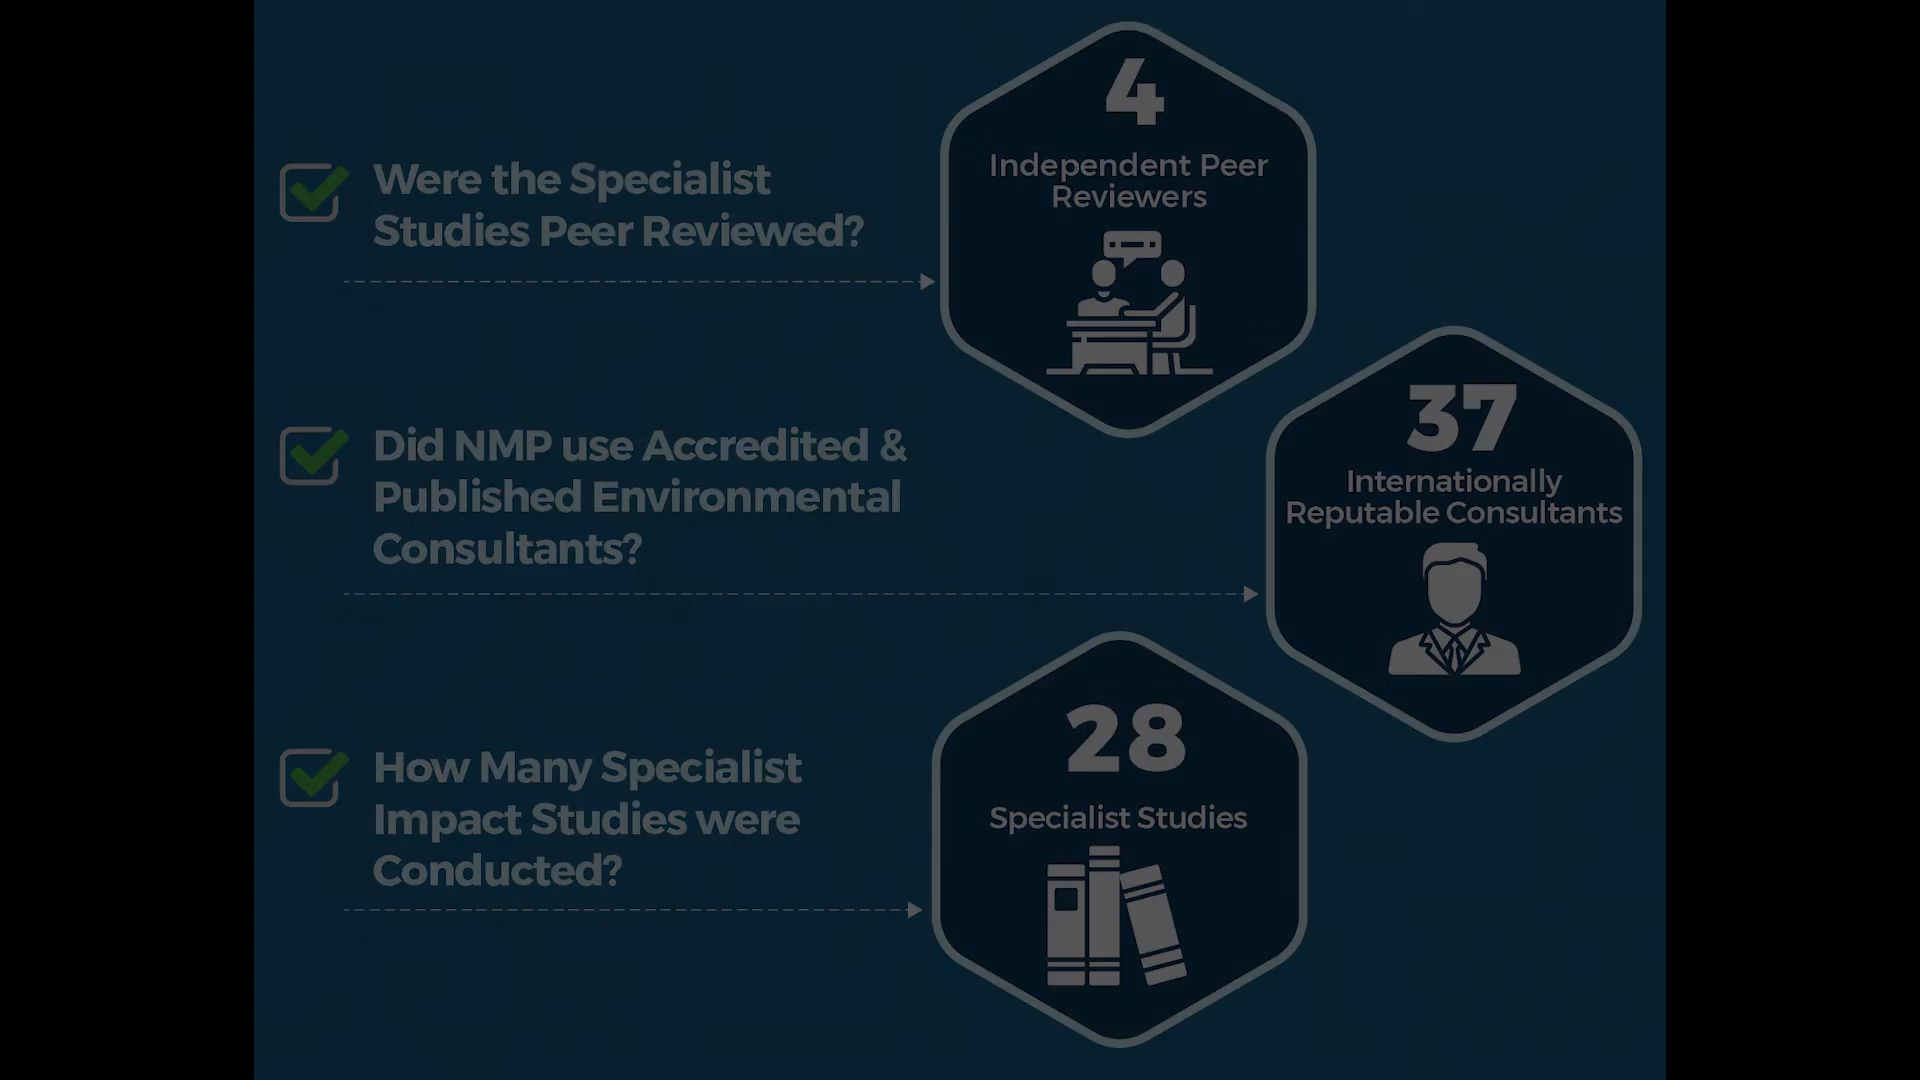 Were the Specialist
Studies Peer Reviewed?
4
Independent Peer
Reviewers
Did NMP use Accredited &
Published Environmental
Consultants?
37
Internationally
Reputable Consultants
How Many Specialist
Impact Studies were
Conducted?
28
Specialist Studies